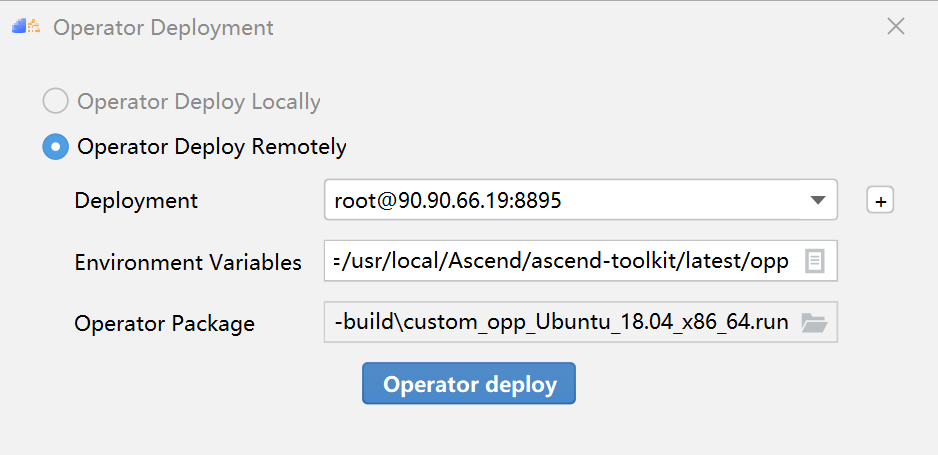 Operator Deployment
Operator Deploy Locally
Operator Deploy Remotely
Deployment root@90.90.66.19:8895 +
Environment Variables =/usr/local/Ascend/ascend-toolkit/latest/opp
Operator Package -build\custom_opp_Ubuntu_18.04_x86_64.run
Operator deploy